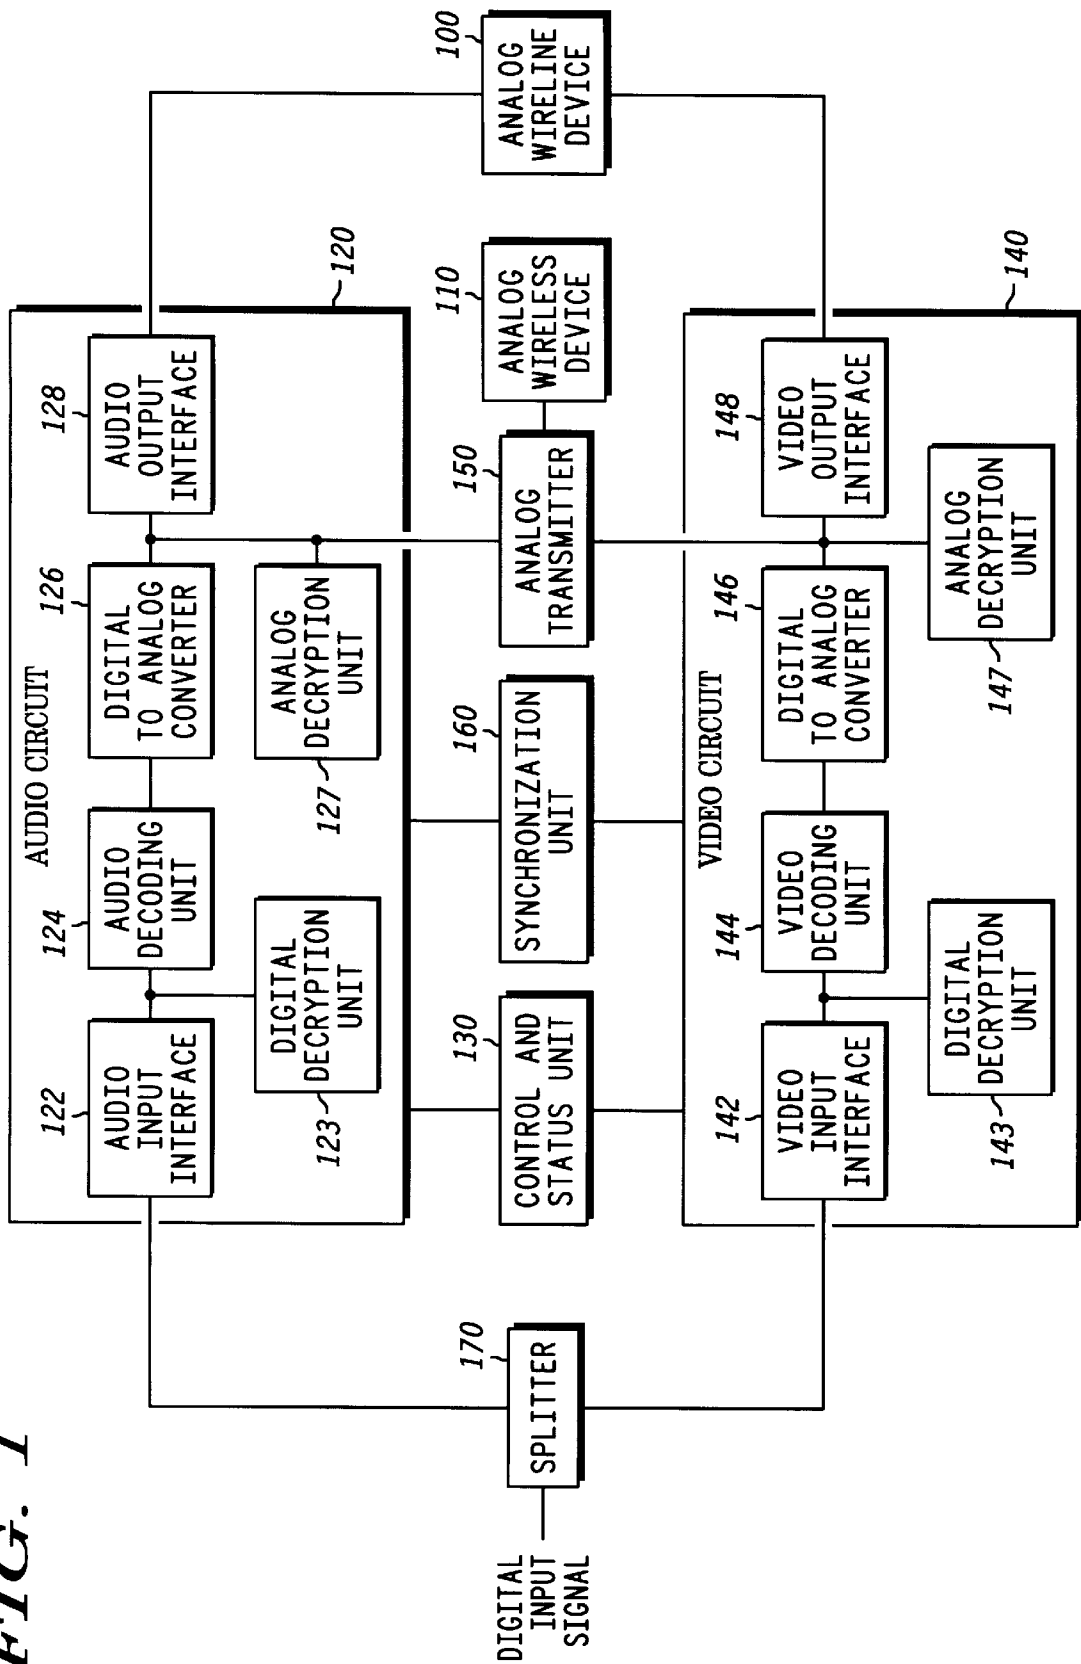 FIG. 1
DIGITAL
INPUT
SIGNAL
170
SPLITTER
AUDIO CIRCUIT
120
122
AUDIO
INPUT
INTERFACE
123
DIGITAL
DECRYPTION
UNIT
124
AUDIO
DECODING
UNIT
126
DIGITAL
TO ANALOG
CONVERTER
127
ANALOG
DECRYPTION
UNIT
128
AUDIO
OUTPUT
INTERFACE
130
CONTROL AND
STATUS UNIT
160
SYNCHRONIZATION
UNIT
150
ANALOG
TRANSMITTER
110
ANALOG
WIRELESS
DEVICE
100
ANALOG
WIRELINE
DEVICE
VIDEO CIRCUIT
140
142
VIDEO
INPUT
INTERFACE
143
DIGITAL
DECRYPTION
UNIT
144
VIDEO
DECODING
UNIT
146
DIGITAL
TO ANALOG
CONVERTER
147
ANALOG
DECRYPTION
UNIT
148
VIDEO
OUTPUT
INTERFACE